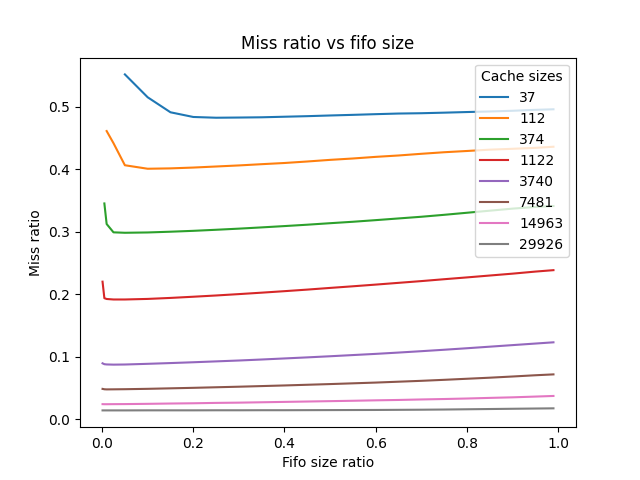 Miss ratio vs fifo size
Miss ratio
0.5
0.4
0.3
0.2
0.1
0.0
0.0 0.2 0.4 0.6 0.8 1.0
Fifo size ratio
Cache sizes
37
112
374
1122
3740
7481
14963
29926